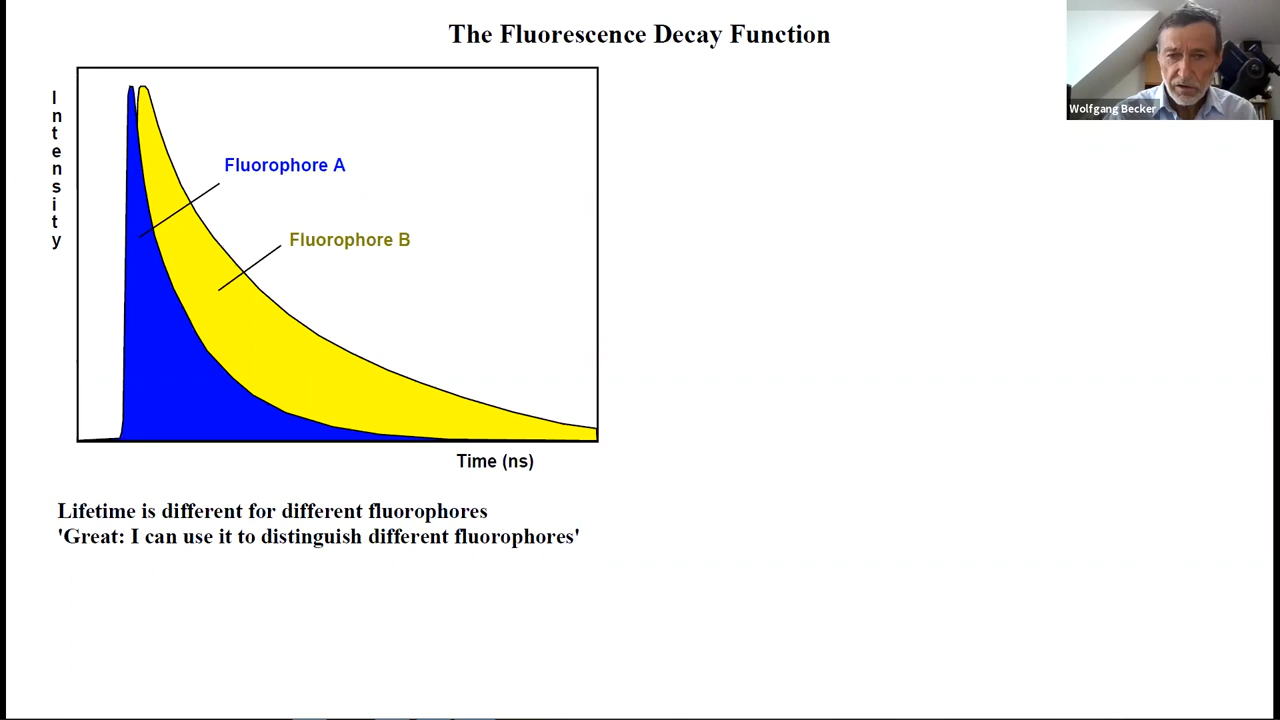 The Fluorescence Decay Function
Wolfgang Becker
Intensity
Fluorophore A
Fluorophore B
Time (ns)
Lifetime is different for different fluorophores
'Great: I can use it to distinguish different fluorophores'